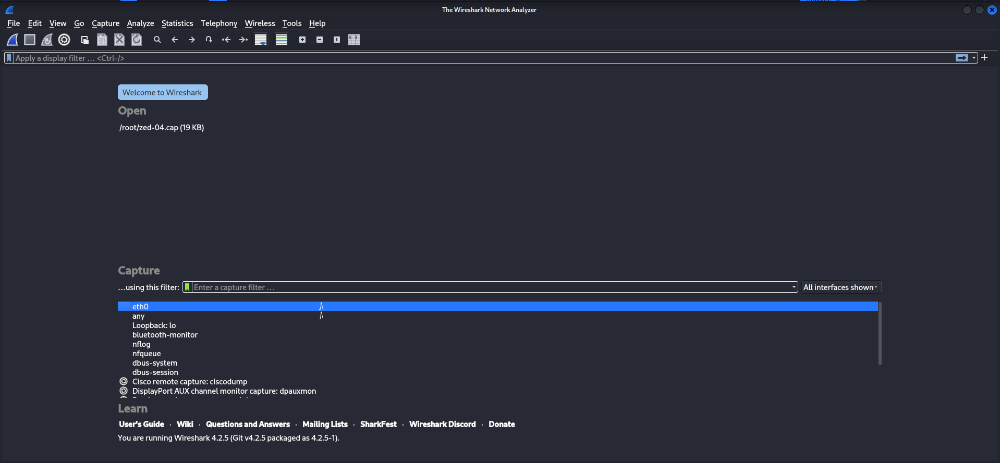 The Wireshark Network Analyzer
File Edit View Go Capture Analyze Statistics Telephony Wireless Tools Help
Apply a display filter … <Ctrl-/>
Welcome to Wireshark
Open
/root/zed-04.cap (19 KB)
Capture
…using this filter: Enter a capture filter … All interfaces shown
eth0
any
Loopback: lo
bluetooth-monitor
nflog
nfqueue
dbus-system
dbus-session
Cisco remote capture: ciscodump
DisplayPort AUX channel monitor capture: dpauxmon
Learn
User's Guide · Wiki · Questions and Answers · Mailing Lists · SharkFest · Wireshark Discord · Donate
You are running Wireshark 4.2.5 (Git v4.2.5 packaged as 4.2.5-1).